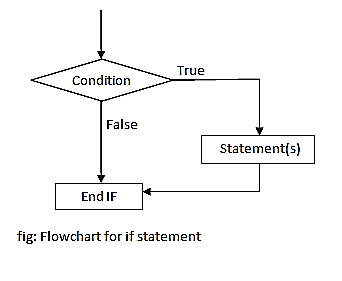 Condition
True
False
Statement(s)
End IF
fig: Flowchart for if statement